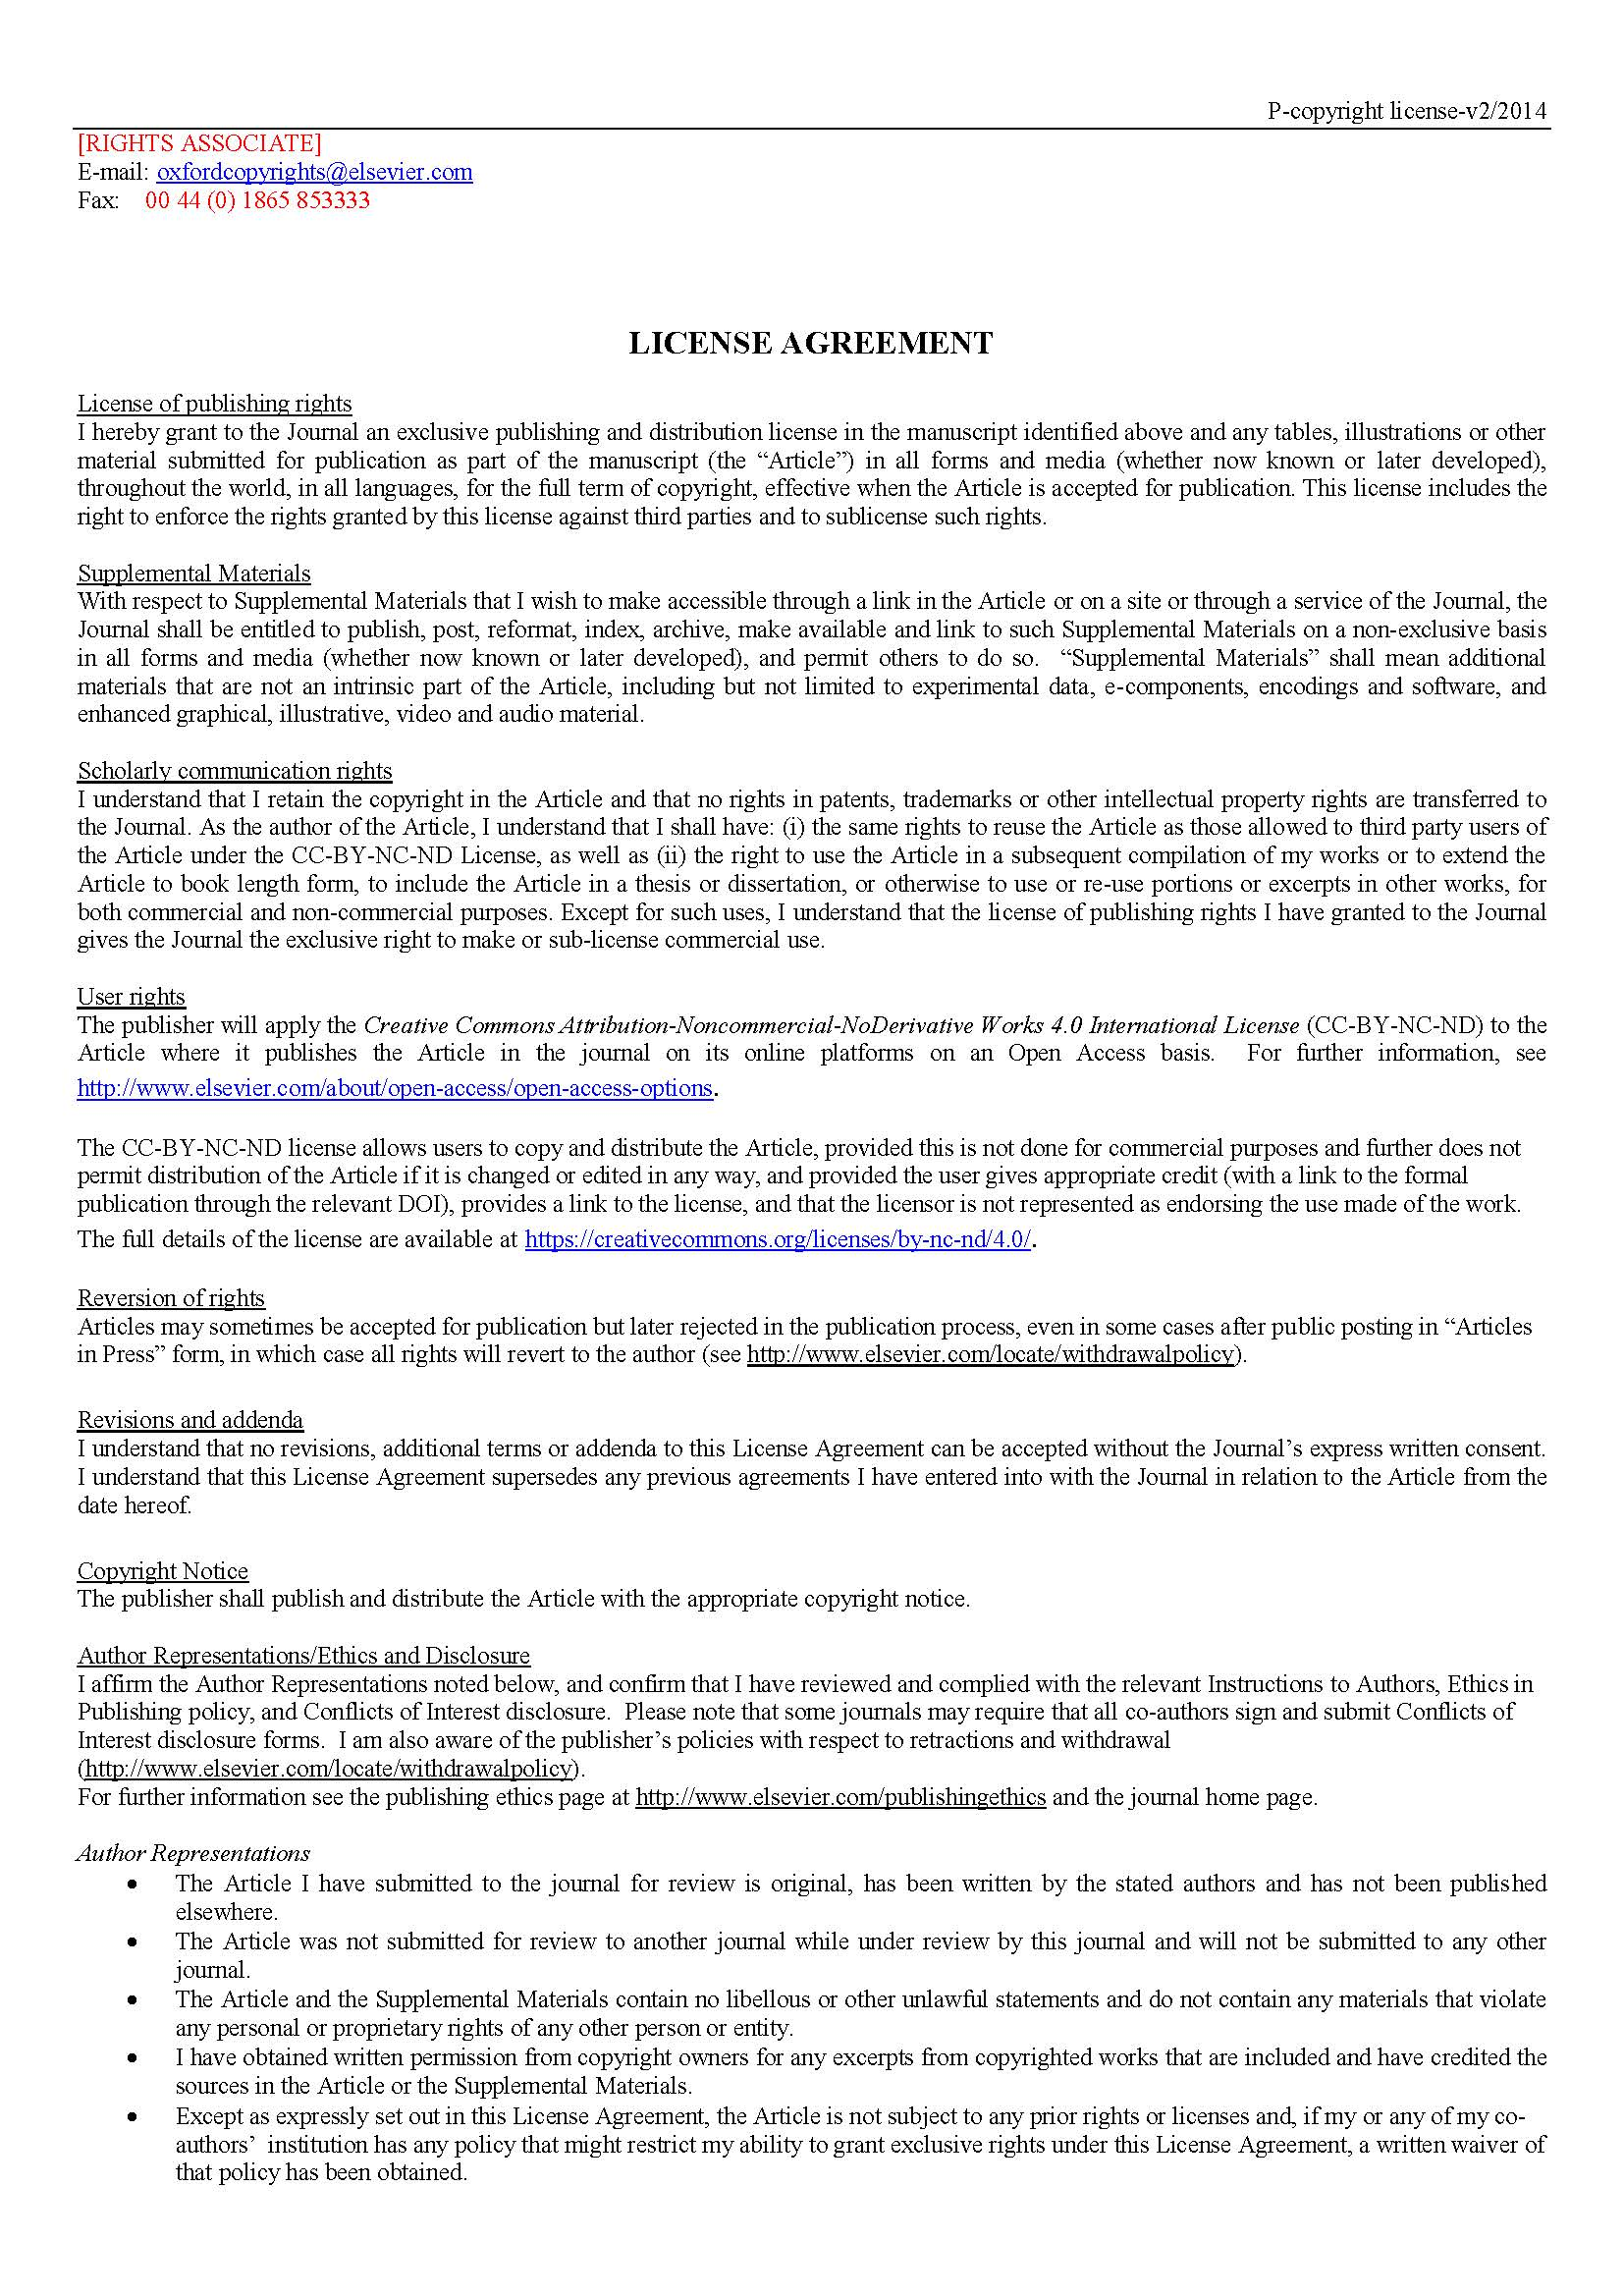 P-copyright license-v2/2014
[RIGHTS ASSOCIATE]
E-mail: oxfordcopyrights@elsevier.com
Fax: 00 44 (0) 1865 853333
LICENSE AGREEMENT
License of publishing rights
I hereby grant to the Journal an exclusive publishing and distribution license in the manuscript identified above and any tables, illustrations or other
material submitted for publication as part of the manuscript (the “Article”) in all forms and media (whether now known or later developed),
throughout the world, in all languages, for the full term of copyright, effective when the Article is accepted for publication. This license includes the
right to enforce the rights granted by this license against third parties and to sublicense such rights.
Supplemental Materials
With respect to Supplemental Materials that I wish to make accessible through a link in the Article or on a site or through a service of the Journal, the
Journal shall be entitled to publish, post, reformat, index, archive, make available and link to such Supplemental Materials on a non-exclusive basis
in all forms and media (whether now known or later developed), and permit others to do so. “Supplemental Materials” shall mean additional
materials that are not an intrinsic part of the Article, including but not limited to experimental data, e-components, encodings and software, and
enhanced graphical, illustrative, video and audio material.
Scholarly communication rights
I understand that I retain the copyright in the Article and that no rights in patents, trademarks or other intellectual property rights are transferred to
the Journal. As the author of the Article, I understand that I shall have: (i) the same rights to reuse the Article as those allowed to third party users of
the Article under the CC-BY-NC-ND License, as well as (ii) the right to use the Article in a subsequent compilation of my works or to extend the
Article to book length form, to include the Article in a thesis or dissertation, or otherwise to use or re-use portions or excerpts in other works, for
both commercial and non-commercial purposes. Except for such uses, I understand that the license of publishing rights I have granted to the Journal
gives the Journal the exclusive right to make or sub-license commercial use.
User rights
The publisher will apply the Creative Commons Attribution-Noncommercial-NoDerivative Works 4.0 International License (CC-BY-NC-ND) to the
Article where it publishes the Article in the journal on its online platforms on an Open Access basis. For further information, see
http://www.elsevier.com/about/open-access/open-access-options.
The CC-BY-NC-ND license allows users to copy and distribute the Article, provided this is not done for commercial purposes and further does not
permit distribution of the Article if it is changed or edited in any way, and provided the user gives appropriate credit (with a link to the formal
publication through the relevant DOI), provides a link to the license, and that the licensor is not represented as endorsing the use made of the work.
The full details of the license are available at https://creativecommons.org/licenses/by-nc-nd/4.0/.
Reversion of rights
Articles may sometimes be accepted for publication but later rejected in the publication process, even in some cases after public posting in “Articles
in Press” form, in which case all rights will revert to the author (see http://www.elsevier.com/locate/withdrawalpolicy).
Revisions and addenda
I understand that no revisions, additional terms or addenda to this License Agreement can be accepted without the Journal’s express written consent.
I understand that this License Agreement supersedes any previous agreements I have entered into with the Journal in relation to the Article from the
date hereof.
Copyright Notice
The publisher shall publish and distribute the Article with the appropriate copyright notice.
Author Representations/Ethics and Disclosure
I affirm the Author Representations noted below, and confirm that I have reviewed and complied with the relevant Instructions to Authors, Ethics in
Publishing policy, and Conflicts of Interest disclosure. Please note that some journals may require that all co-authors sign and submit Conflicts of
Interest disclosure forms. I am also aware of the publisher’s policies with respect to retractions and withdrawal
(http://www.elsevier.com/locate/withdrawalpolicy).
For further information see the publishing ethics page at http://www.elsevier.com/publishingethics and the journal home page.
Author Representations
• The Article I have submitted to the journal for review is original, has been written by the stated authors and has not been published
elsewhere.
• The Article was not submitted for review to another journal while under review by this journal and will not be submitted to any other
journal.
• The Article and the Supplemental Materials contain no libellous or other unlawful statements and do not contain any materials that violate
any personal or proprietary rights of any other person or entity.
• I have obtained written permission from copyright owners for any excerpts from copyrighted works that are included and have credited the
sources in the Article or the Supplemental Materials.
• Except as expressly set out in this License Agreement, the Article is not subject to any prior rights or licenses and, if my or any of my co-
authors’ institution has any policy that might restrict my ability to grant exclusive rights under this License Agreement, a written waiver of
that policy has been obtained.